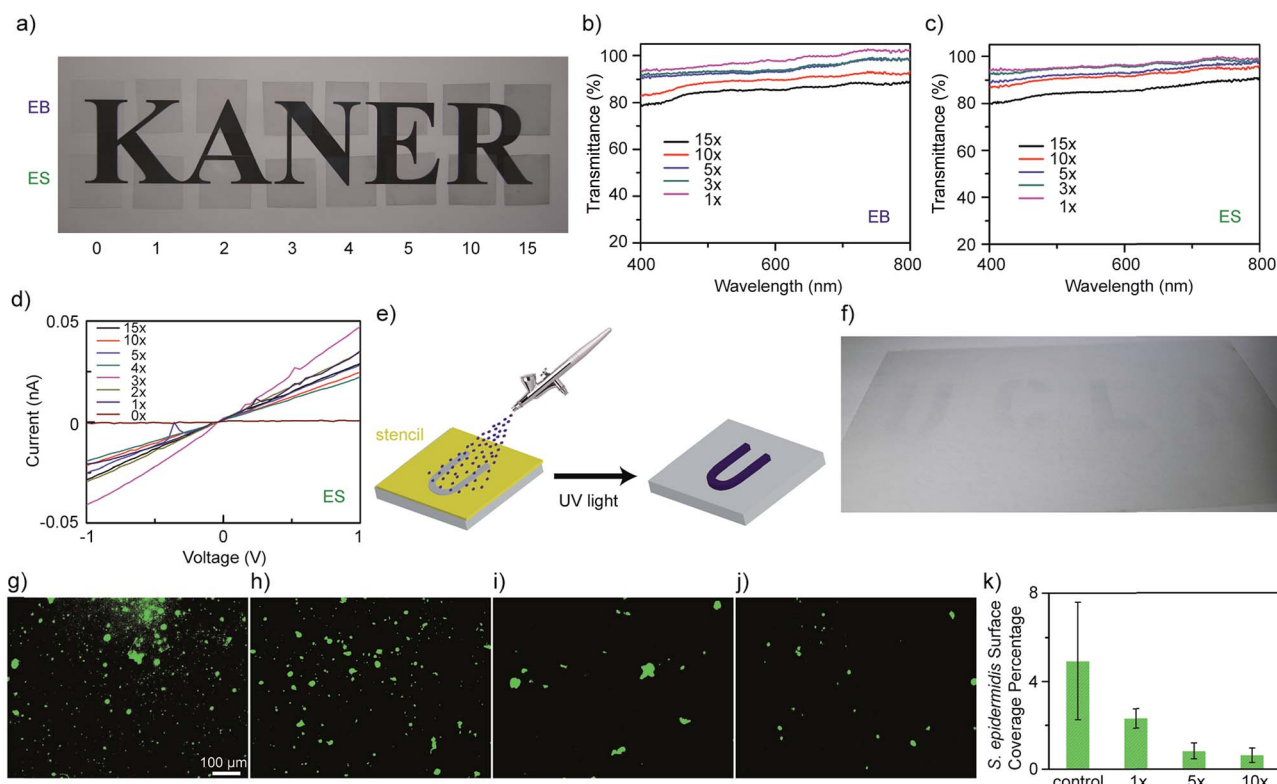 a)
EB
ES
KANER
0 1 2 3 4 5 10 15
b)
Transmittance (%)
100
80
60
40
20
15x
10x
5x
3x
1x
EB
400 600 800
Wavelength (nm)
c)
Transmittance (%)
100
80
60
40
20
15x
10x
5x
3x
1x
ES
400 600 800
Wavelength (nm)
d)
Current (nA)
0.05
0
-0.05
15x
10x
5x
4x
3x
2x
1x
0x
ES
-1 0 1
Voltage (V)
e)
stencil
UV light
U
f)
g)
100 µm
h)
i)
j)
k)
S. epidermidis Surface
Coverage Percentage
8
4
0
control 1x 5x 10x